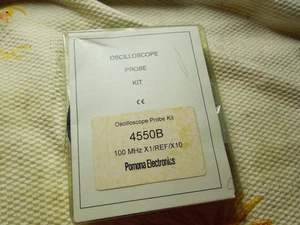 OSCILLOSCOPE
PROBE
KIT
CE
Oscilloscope Probe Kit
4550B
100 MHz X1/REF/X10
Pomona Electronics